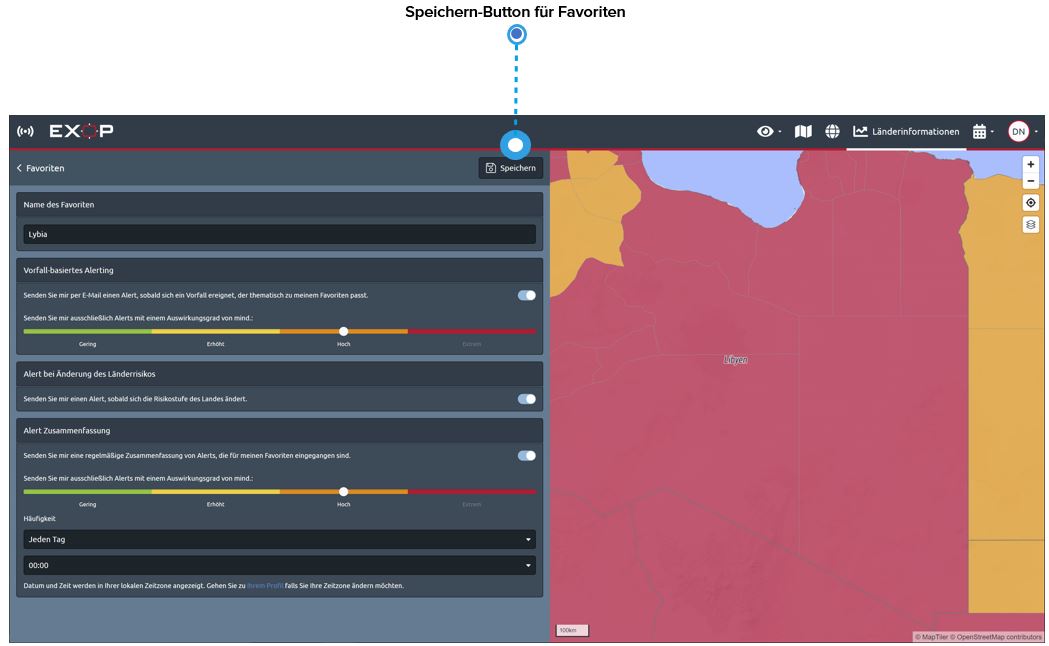 Speichern-Button für Favoriten
EXOP
Länderinformationen
DN
Favoriten
Speichern
Name des Favoriten
Lybia
Vorfall-basiertes Alerting
Senden Sie mir per E-Mail einen Alert, sobald sich ein Vorfall ereignet, der thematisch zu meinem Favoriten passt.
Senden Sie mir ausschließlich Alerts mit einem Auswirkungsgrad von mind.:
Gering Erhöht Hoch Extrem
Alert bei Änderung des Länderrisikos
Senden Sie mir einen Alert, sobald sich die Risikostufe des Landes ändert.
Alert Zusammenfassung
Senden Sie mir eine regelmäßige Zusammenfassung von Alerts, die für meinen Favoriten eingegangen sind.
Senden Sie mir ausschließlich Alerts mit einem Auswirkungsgrad von mind.:
Gering Erhöht Hoch Extrem
Häufigkeit
Jeden Tag
00:00
Datum und Zeit werden in Ihrer lokalen Zeitzone angezeigt. Gehen Sie zu Ihrem Profil falls Sie Ihre Zeitzone ändern möchten.
+
−
Libyen
100km
© MapTiler © OpenStreetMap contributors